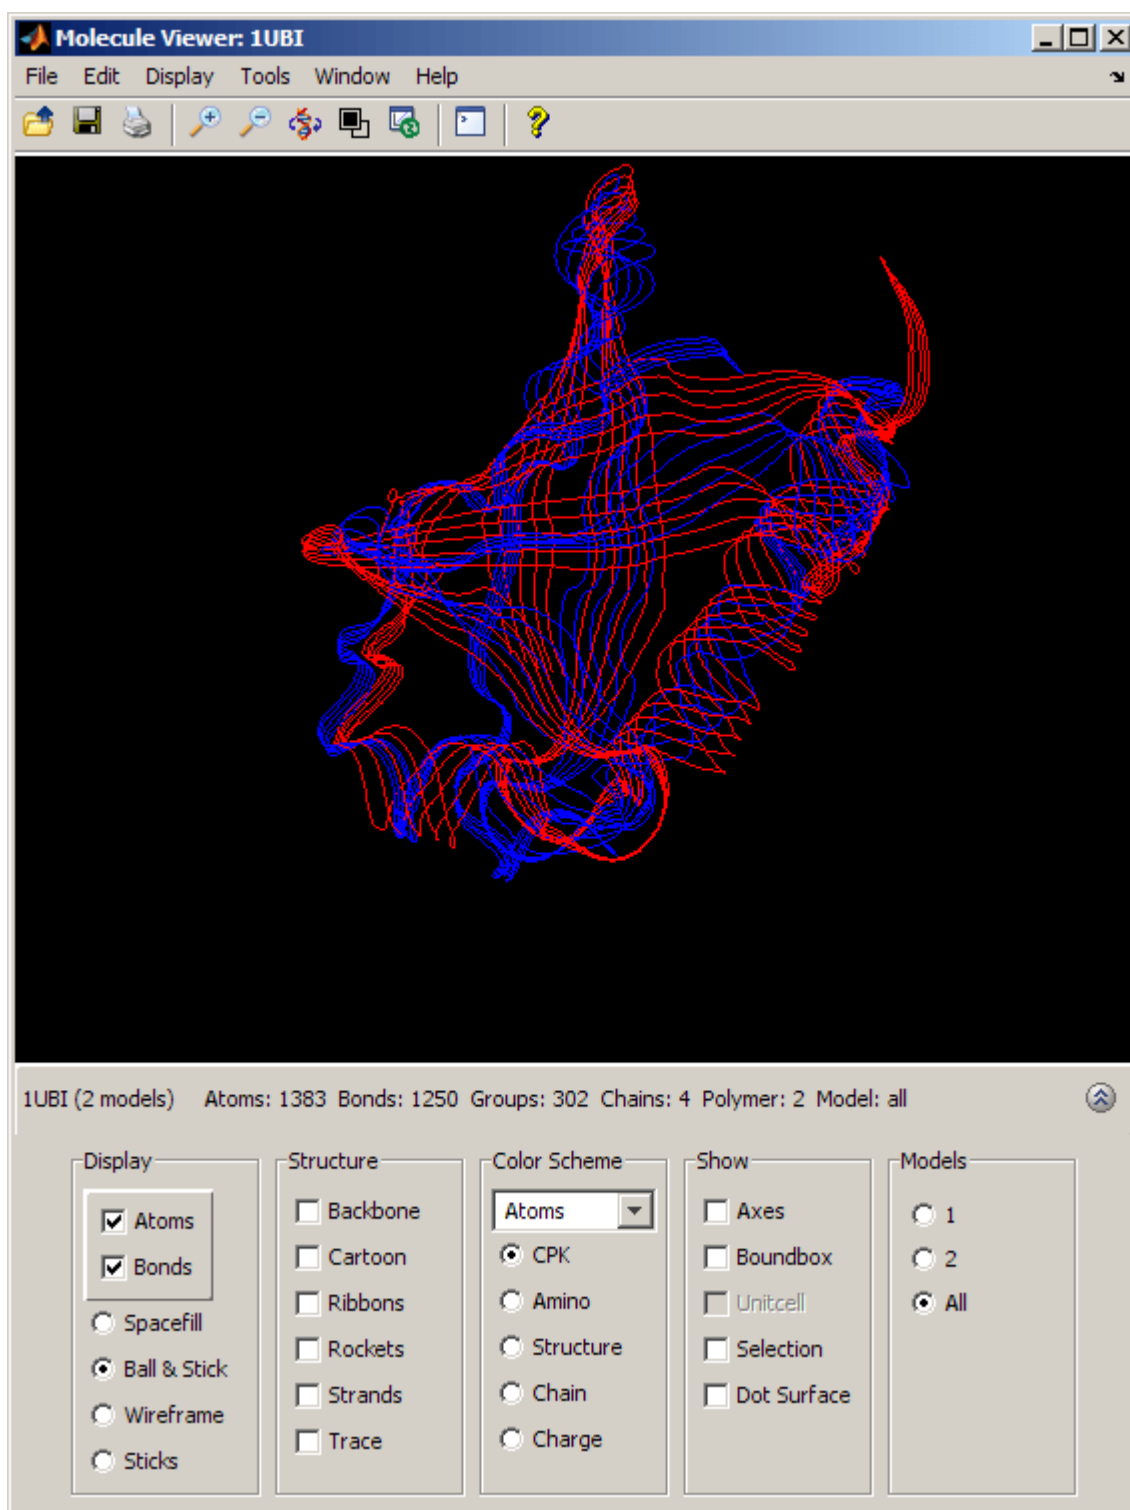 Molecule Viewer: 1UBI
File Edit Display Tools Window Help
1UBI (2 models) Atoms: 1383 Bonds: 1250 Groups: 302 Chains: 4 Polymer: 2 Model: all
Display
Atoms
Bonds
Spacefill
Ball & Stick
Wireframe
Sticks
Structure
Backbone
Cartoon
Ribbons
Rockets
Strands
Trace
Color Scheme
Atoms
CPK
Amino
Structure
Chain
Charge
Show
Axes
Boundbox
Unitcell
Selection
Dot Surface
Models
1
2
All